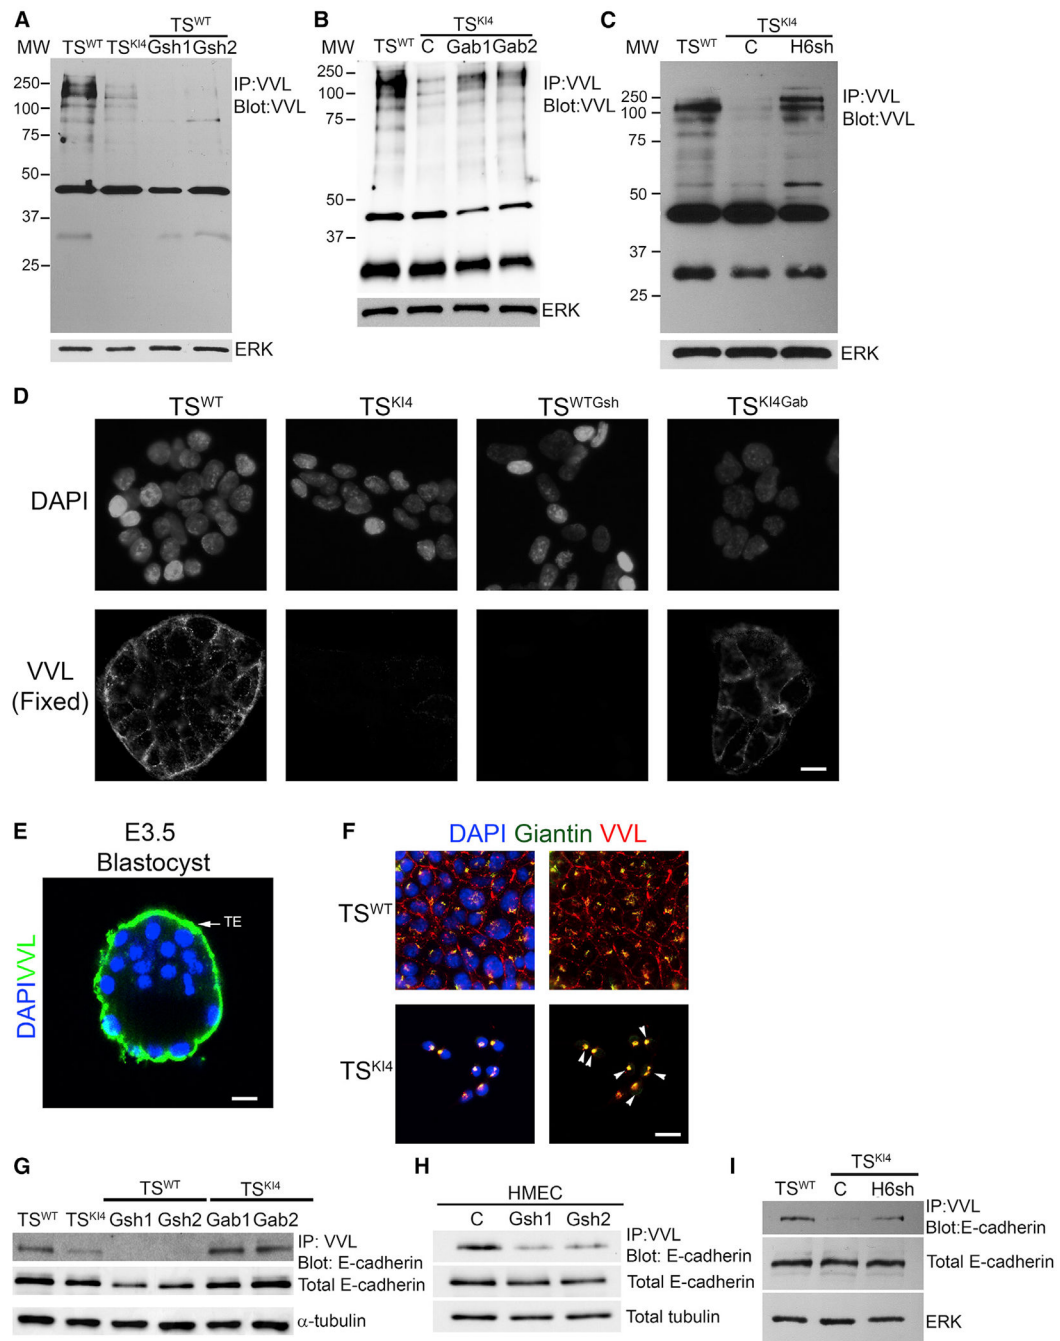 A
TSWT
MW TSWT TSKI4 Gsh1 Gsh2
250
100
75
50
37
25
IP:VVL
Blot:VVL
ERK
B
TSKI4
MW TSWT C Gab1 Gab2
250
100
75
50
37
IP:VVL
Blot:VVL
ERK
C
TSKI4
MW TSWT C H6sh
250
100
75
50
37
25
IP:VVL
Blot:VVL
ERK
D
TSWT TSKI4 TSWTGsh TSKI4Gab
DAPI
VVL
(Fixed)
E
E3.5
Blastocyst
DAPIVVL
TE
F
DAPI Giantin VVL
TSWT
TSKI4
G
TSWT TSKI4
TSWT TSKI4 Gsh1 Gsh2 Gab1 Gab2
IP: VVL
Blot: E-cadherin
Total E-cadherin
α-tubulin
H
HMEC
C Gsh1 Gsh2
IP:VVL
Blot: E-cadherin
Total E-cadherin
Total tubulin
I
TSKI4
TSWT C H6sh
IP:VVL
Blot:E-cadherin
Total E-cadherin
ERK